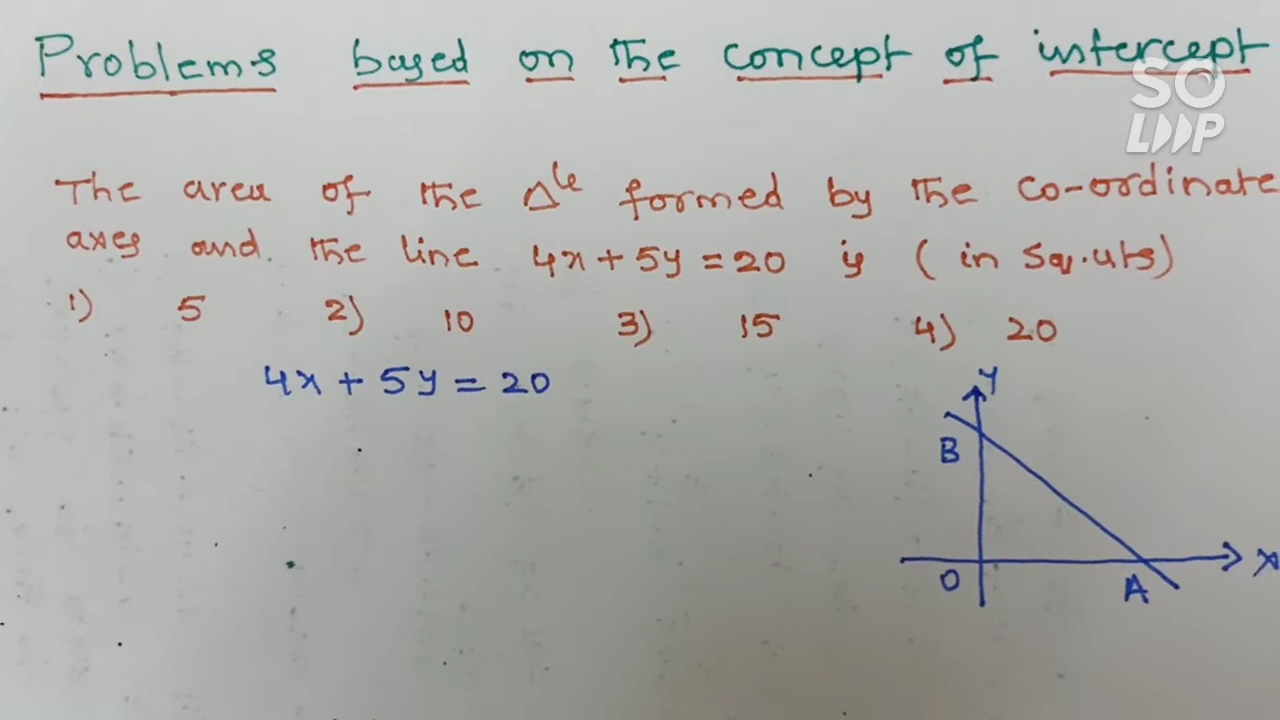 Problems based on the concept of intercept
SO
LOOP
The area of the Δle formed by the co-ordinate
axes and the line 4x + 5y = 20 is (in sq.uts)
1) 5 2) 10 3) 15 4) 20
4x + 5y = 20
Y
B
O
A
X